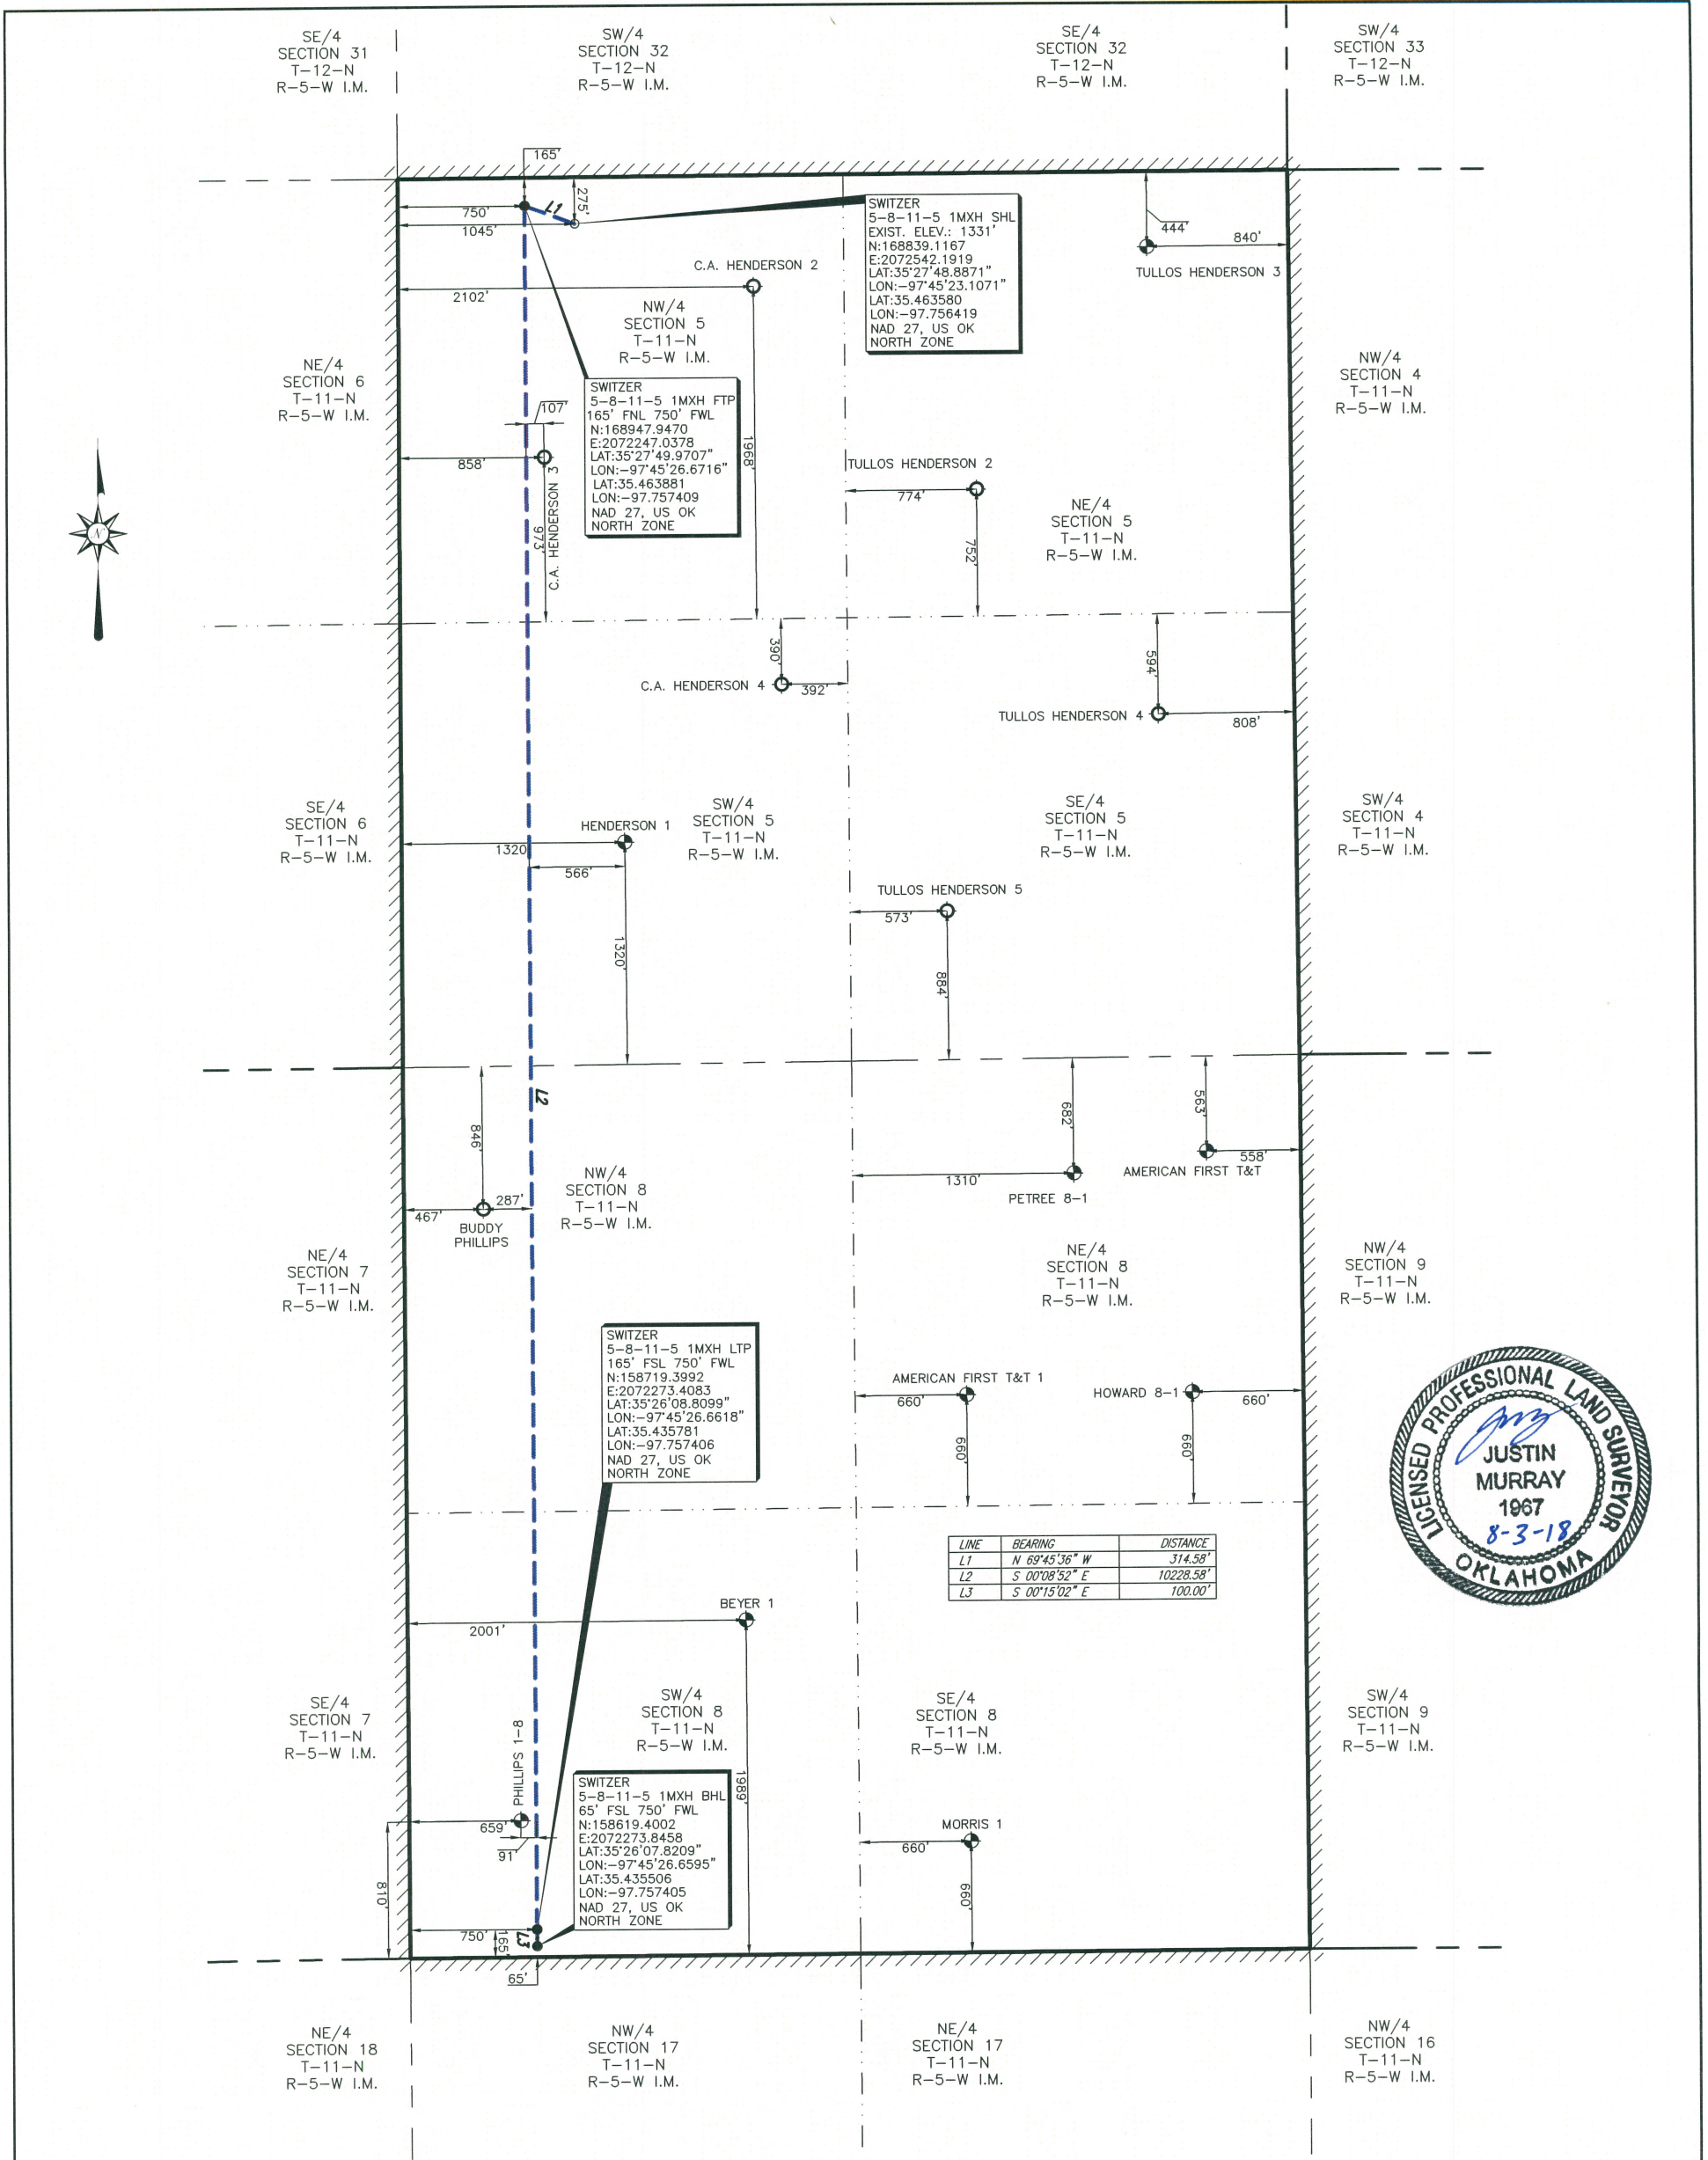 SE/4
SECTION 31
T-12-N
R-5-W I.M.
SW/4
SECTION 32
T-12-N
R-5-W I.M.
SE/4
SECTION 32
T-12-N
R-5-W I.M.
SW/4
SECTION 33
T-12-N
R-5-W I.M.
165'
750'
L1
275'
1045'
SWITZER
5-8-11-5 1MXH SHL
EXIST. ELEV.: 1331'
N:168839.1167
E:2072542.1919
LAT:35°27'48.8871"
LON:-97°45'23.1071"
LAT:35.463580
LON:-97.756419
NAD 27, US OK
NORTH ZONE
444'
840'
TULLOS HENDERSON 3
C.A. HENDERSON 2
2102'
NW/4
SECTION 5
T-11-N
R-5-W I.M.
NE/4
SECTION 6
T-11-N
R-5-W I.M.
NW/4
SECTION 4
T-11-N
R-5-W I.M.
SWITZER
5-8-11-5 1MXH FTP
165' FNL 750' FWL
N:168947.9470
E:2072247.0378
LAT:35°27'49.9707"
LON:-97°45'26.6716"
LAT:35.463881
LON:-97.757409
NAD 27, US OK
NORTH ZONE
107'
858'
973'
C.A. HENDERSON 3
1968'
TULLOS HENDERSON 2
774'
752'
NE/4
SECTION 5
T-11-N
R-5-W I.M.
N
390'
C.A. HENDERSON 4
392'
594'
TULLOS HENDERSON 4
808'
SE/4
SECTION 6
T-11-N
R-5-W I.M.
HENDERSON 1
1320'
566'
1320'
SW/4
SECTION 5
T-11-N
R-5-W I.M.
SE/4
SECTION 5
T-11-N
R-5-W I.M.
SW/4
SECTION 4
T-11-N
R-5-W I.M.
TULLOS HENDERSON 5
573'
884'
L2
846'
467'
287'
BUDDY
PHILLIPS
NW/4
SECTION 8
T-11-N
R-5-W I.M.
682'
1310'
PETREE 8-1
563'
558'
AMERICAN FIRST T&T
NE/4
SECTION 7
T-11-N
R-5-W I.M.
NE/4
SECTION 8
T-11-N
R-5-W I.M.
NW/4
SECTION 9
T-11-N
R-5-W I.M.
SWITZER
5-8-11-5 1MXH LTP
165' FSL 750' FWL
N:158719.3992
E:2072273.4083
LAT:35°26'08.8099"
LON:-97°45'26.6618"
LAT:35.435781
LON:-97.757406
NAD 27, US OK
NORTH ZONE
AMERICAN FIRST T&T 1
660'
660'
HOWARD 8-1
660'
660'
LICENSED PROFESSIONAL LAND SURVEYOR
JUSTIN
MURRAY
1967
8-3-18
OKLAHOMA
LINE BEARING DISTANCE
L1 N 69°45'36" W 314.58'
L2 S 00°08'52" E 10228.58'
L3 S 00°15'02" E 100.00'
BEYER 1
2001'
1989'
SE/4
SECTION 7
T-11-N
R-5-W I.M.
SW/4
SECTION 8
T-11-N
R-5-W I.M.
SE/4
SECTION 8
T-11-N
R-5-W I.M.
SW/4
SECTION 9
T-11-N
R-5-W I.M.
PHILLIPS 1-8
659'
91'
810'
SWITZER
5-8-11-5 1MXH BHL
65' FSL 750' FWL
N:158619.4002
E:2072273.8458
LAT:35°26'07.8209"
LON:-97°45'26.6595"
LAT:35.435506
LON:-97.757405
NAD 27, US OK
NORTH ZONE
MORRIS 1
660'
660'
750'
165'
L3
65'
NE/4
SECTION 18
T-11-N
R-5-W I.M.
NW/4
SECTION 17
T-11-N
R-5-W I.M.
NE/4
SECTION 17
T-11-N
R-5-W I.M.
NW/4
SECTION 16
T-11-N
R-5-W I.M.